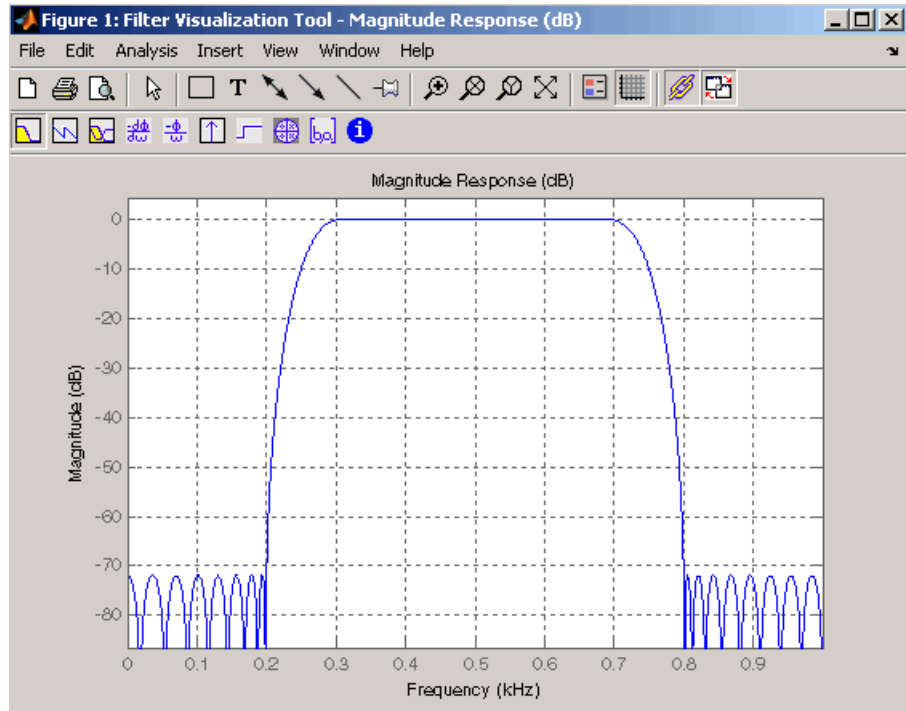 Figure 1: Filter Visualization Tool - Magnitude Response (dB)
File Edit Analysis Insert View Window Help
T
-dΦ
dω
-Φ
ω
[b,a]
i
Magnitude Response (dB)
0
-10
-20
-30
-40
-50
-60
-70
-80
Magnitude (dB)
0 0.1 0.2 0.3 0.4 0.5 0.6 0.7 0.8 0.9
Frequency (kHz)